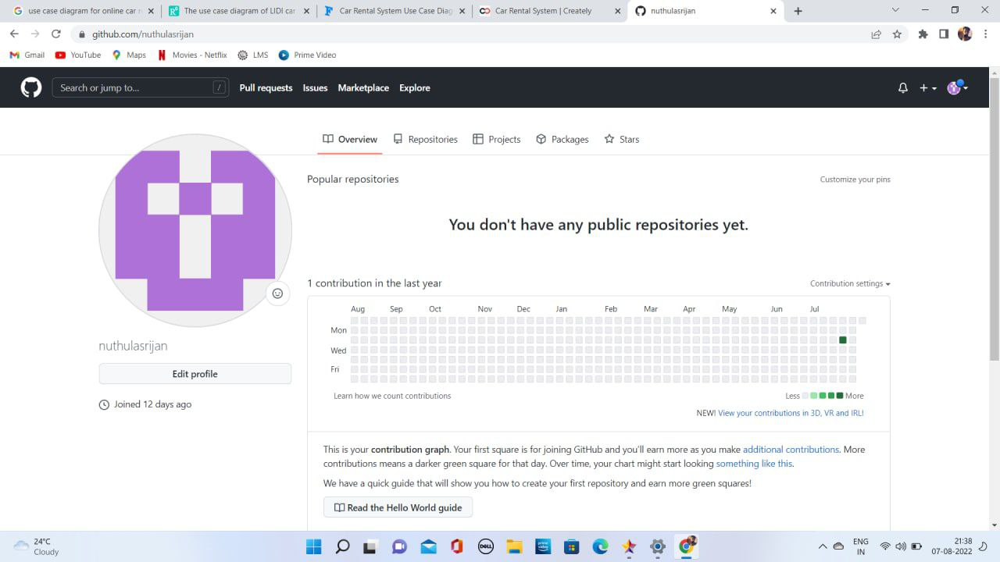 use case diagram for online car r
The use case diagram of LIDI car
Car Rental System Use Case Diag
Car Rental System | Creately
nuthulasrijan
github.com/nuthulasrijan
Gmail
YouTube
Maps
Movies - Netflix
LMS
Prime Video
Search or jump to...
/
Pull requests
Issues
Marketplace
Explore
Overview
Repositories
Projects
Packages
Stars
Popular repositories
Customize your pins
You don't have any public repositories yet.
1 contribution in the last year
Contribution settings
Aug Sep Oct Nov Dec Jan Feb Mar Apr May Jun Jul
Mon
Wed
Fri
Learn how we count contributions
Less
More
NEW! View your contributions in 3D, VR and IRL!
nuthulasrijan
Edit profile
Joined 12 days ago
This is your contribution graph. Your first square is for joining GitHub and you'll earn more as you make additional contributions. More
contributions means a darker green square for that day. Over time, your chart might start looking something like this.
We have a quick guide that will show you how to create your first repository and earn more green squares!
Read the Hello World guide
24°C
Cloudy
DELL
prime video
ENG
IN
21:38
07-08-2022